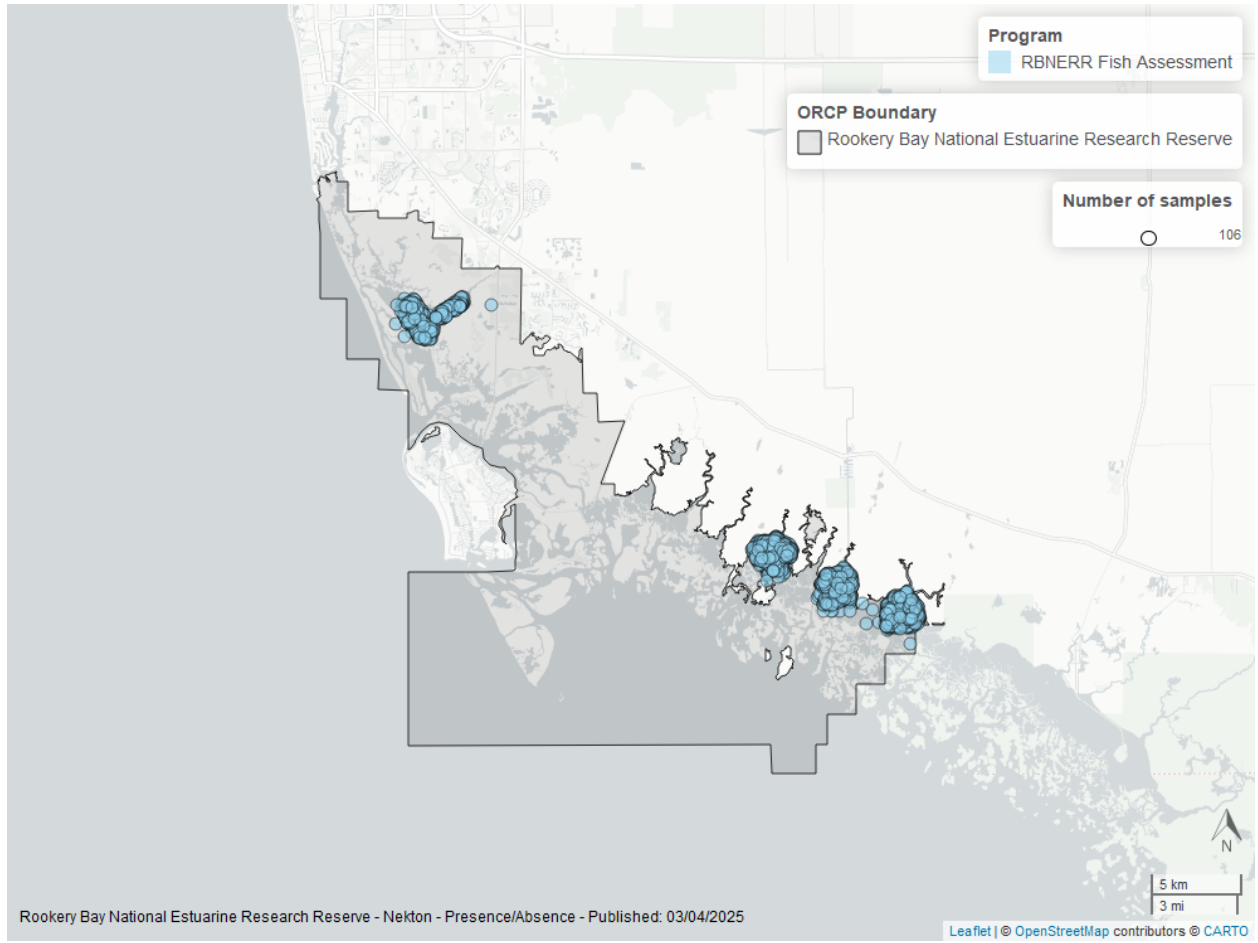 Program
RBNERR Fish Assessment
ORCP Boundary
Rookery Bay National Estuarine Research Reserve
Number of samples
106
N
5 km
3 mi
Rookery Bay National Estuarine Research Reserve - Nekton - Presence/Absence - Published: 03/04/2025
Leaflet | © OpenStreetMap contributors © CARTO